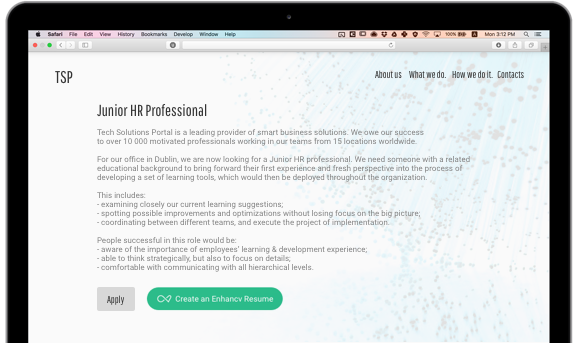 Safari File Edit View History Bookmarks Develop Window Help 100% Mon 3:12 PM
TSP
About us What we do. How we do it. Contacts
Junior HR Professional
Tech Solutions Portal is a leading provider of smart business solutions. We owe our success
to over 10 000 motivated professionals working in our teams from 15 locations worldwide.
For our office in Dublin, we are now looking for a Junior HR professional. We need someone with a related
educational background to bring forward their first experience and fresh perspective into the process of
developing a set of learning tools, which would then be deployed throughout the organization.
This includes:
- examining closely our current learning suggestions;
- spotting possible improvements and optimizations without losing focus on the big picture;
- coordinating between different teams, and execute the project of implementation.
People successful in this role would be:
- aware of the importance of employees' learning & development experience;
- able to think strategically, but also to focus on details;
- comfortable with communicating with all hierarchical levels.
Apply
Create an Enhancv Resume